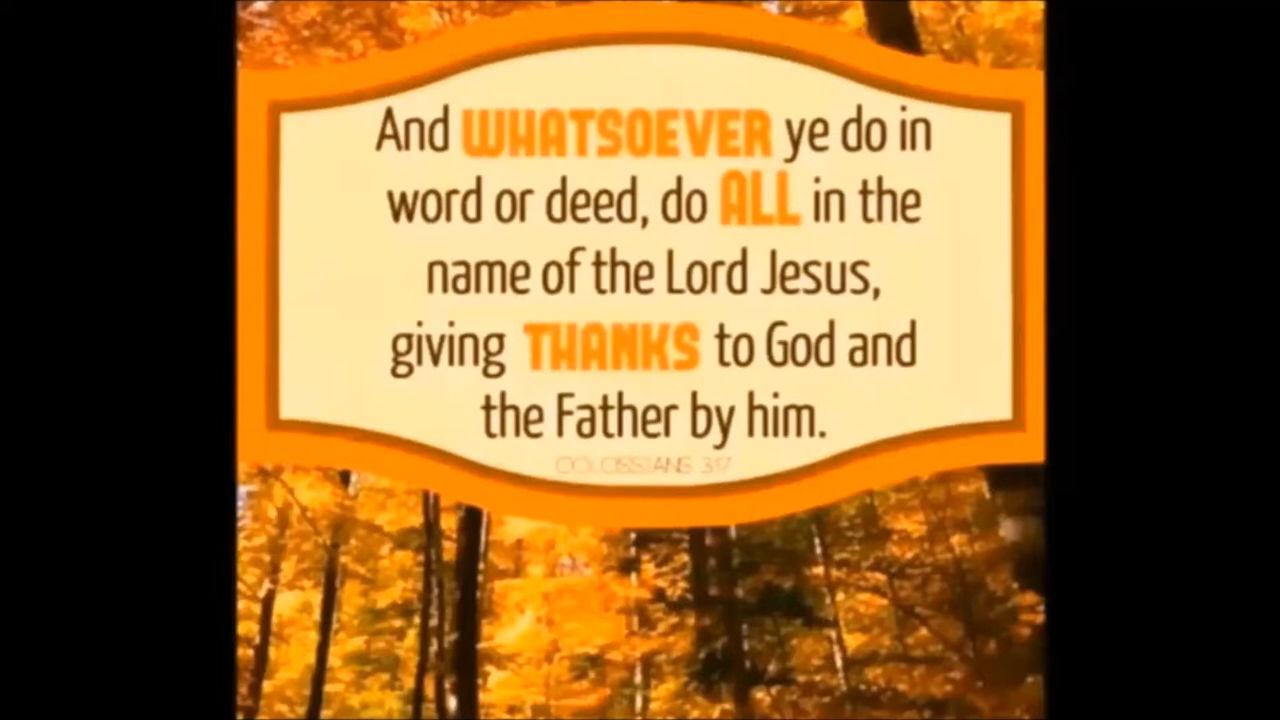 And WHATSOEVER ye do in
word or deed, do ALL in the
name of the Lord Jesus,
giving THANKS to God and
the Father by him.
COLOSSIANS 3:17